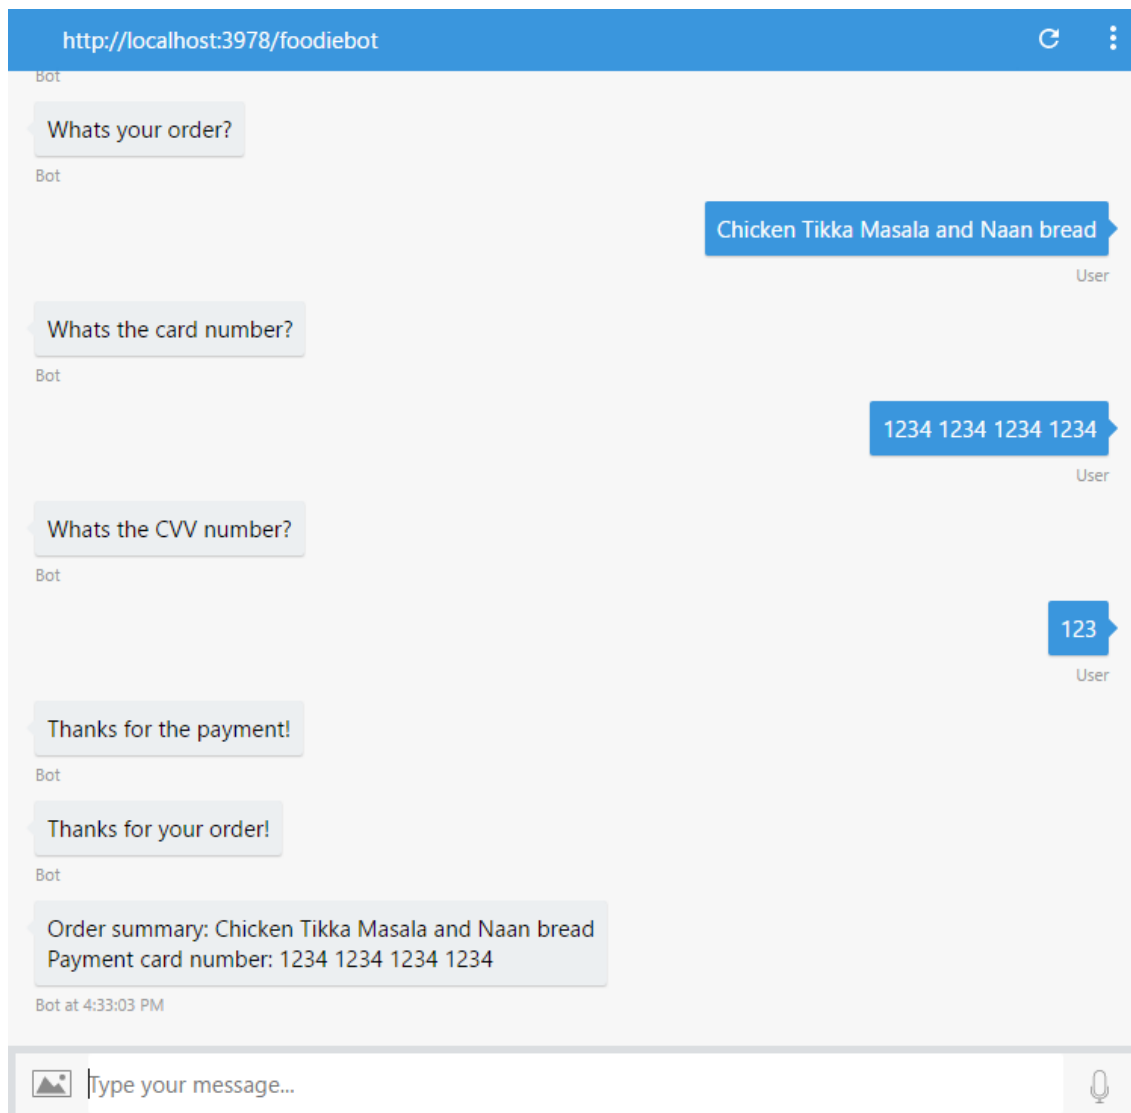 http://localhost:3978/foodiebot
Bot
Whats your order?
Bot
Chicken Tikka Masala and Naan bread
User
Whats the card number?
Bot
1234 1234 1234 1234
User
Whats the CVV number?
Bot
123
User
Thanks for the payment!
Bot
Thanks for your order!
Bot
Order summary: Chicken Tikka Masala and Naan bread
Payment card number: 1234 1234 1234 1234
Bot at 4:33:03 PM
Type your message...